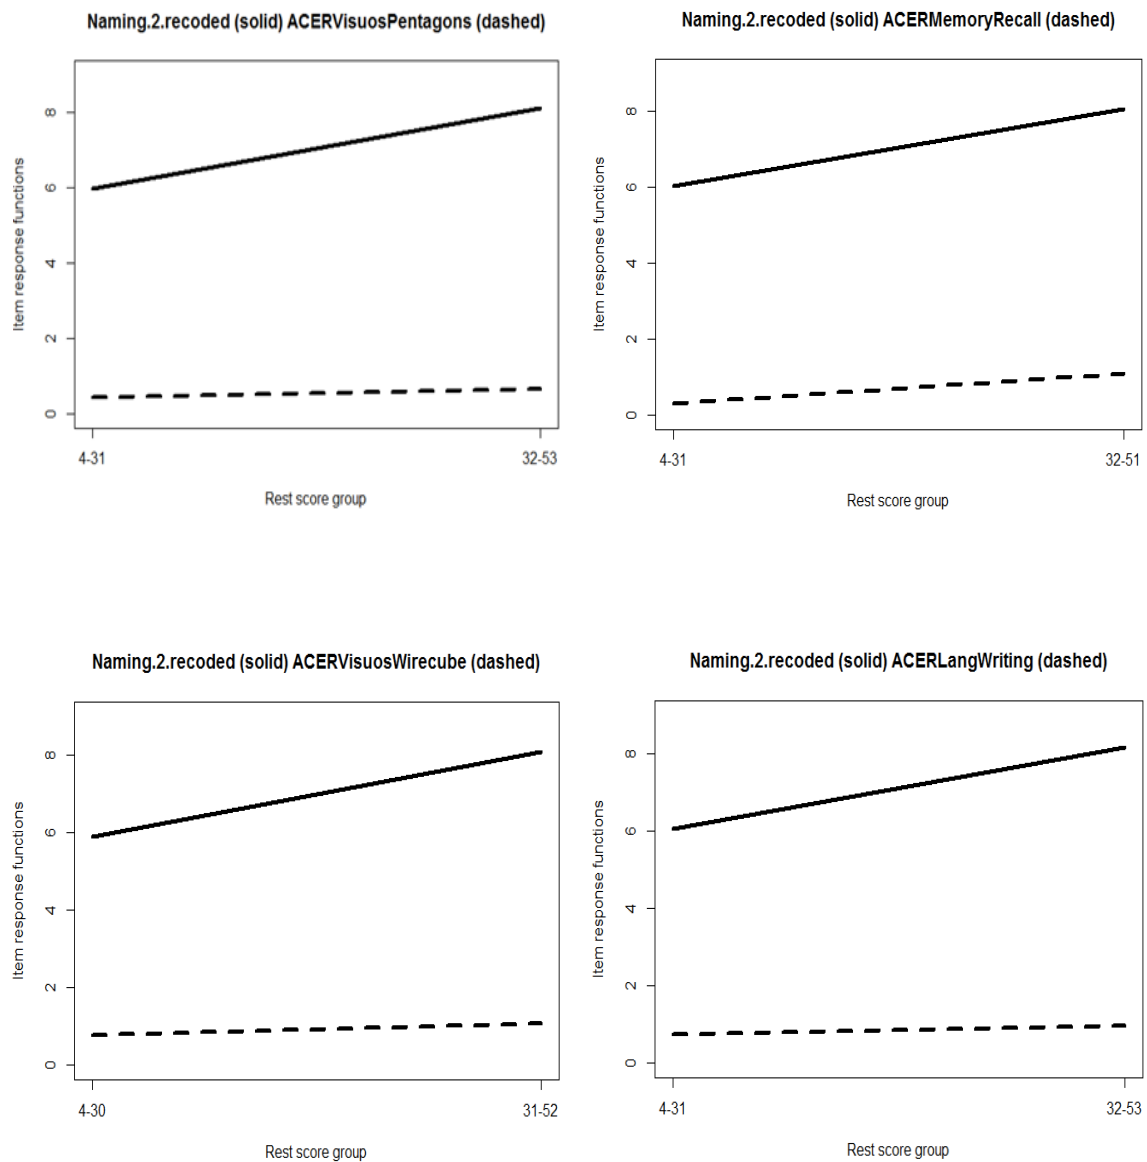 Naming.2.recoded (solid) ACERVisuosPentagons (dashed)
Item response functions
8
6
4
2
0
4-31
32-53
Rest score group
Naming.2.recoded (solid) ACERMemoryRecall (dashed)
Item response functions
8
6
4
2
0
4-31
32-51
Rest score group
Naming.2.recoded (solid) ACERVisuosWirecube (dashed)
Item response functions
8
6
4
2
0
4-30
31-52
Rest score group
Naming.2.recoded (solid) ACERLangWriting (dashed)
Item response functions
8
6
4
2
0
4-31
32-53
Rest score group